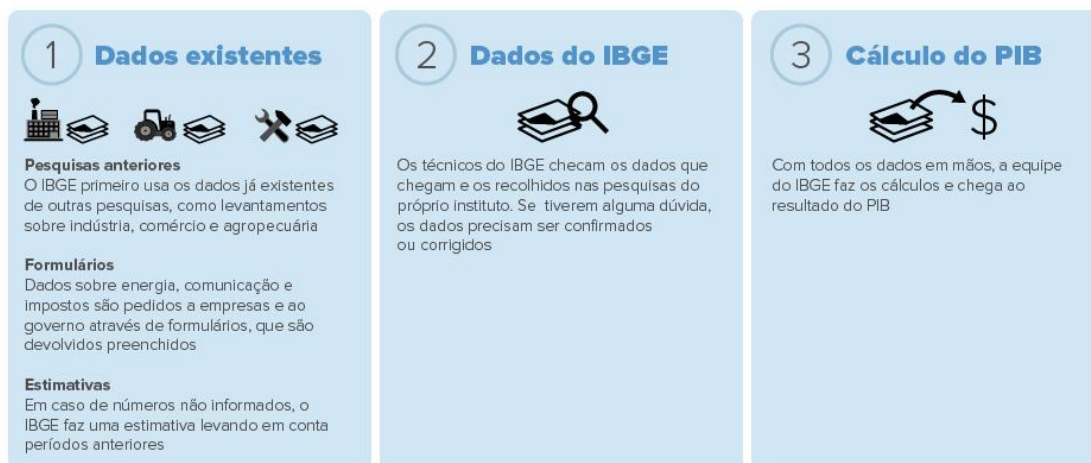 1 Dados existentes
Pesquisas anteriores
O IBGE primeiro usa os dados já existentes
de outras pesquisas, como levantamentos
sobre indústria, comércio e agropecuária
Formulários
Dados sobre energia, comunicação e
impostos são pedidos a empresas e ao
governo através de formulários, que são
devolvidos preenchidos
Estimativas
Em caso de números não informados, o
IBGE faz uma estimativa levando em conta
períodos anteriores
2 Dados do IBGE
Os técnicos do IBGE checam os dados que
chegam e os recolhidos nas pesquisas do
próprio instituto. Se tiverem alguma dúvida,
os dados precisam ser confirmados
ou corrigidos
3 Cálculo do PIB
$
Com todos os dados em mãos, a equipe
do IBGE faz os cálculos e chega ao
resultado do PIB